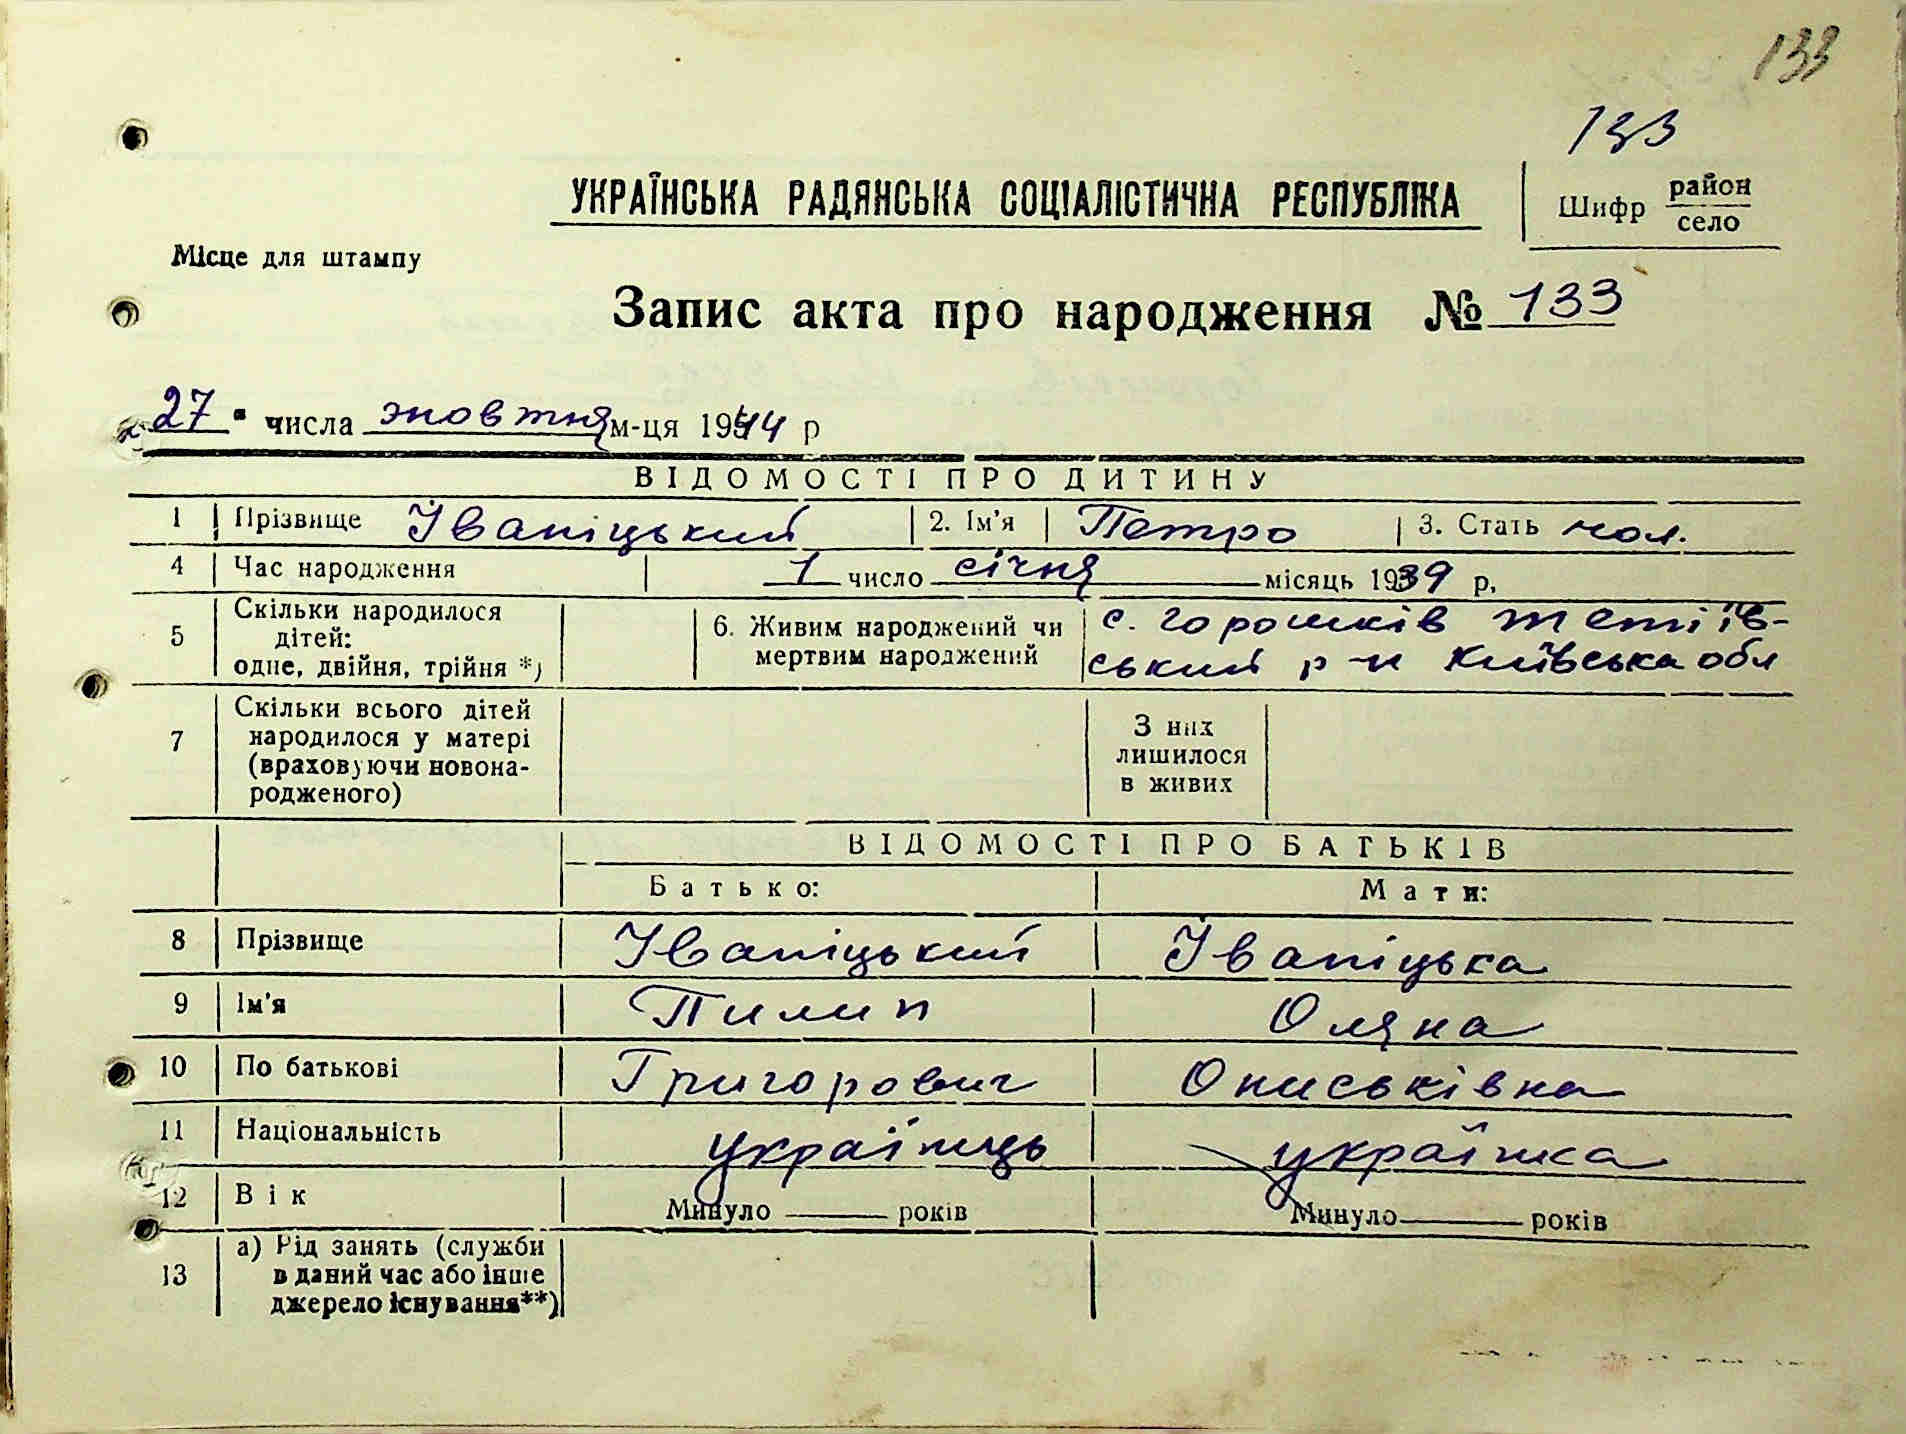 133
133
УКРАЇНСЬКА РАДЯНСЬКА СОЦІАЛІСТИЧНА РЕСПУБЛІКА
Шифр район
село
Місце для штампу
Запис акта про народження № 133
27 " числа жовтня м-ця 1944 р
ВІДОМОСТІ ПРО ДИТИНУ
1 Прізвище Іваніцький 2. Ім'я Петро 3. Стать чол.
4 Час народження 1 число січня місяць 1939 р,
5 Скільки народилося дітей: одне, двійня, трійня *)
6. Живим народжений чи мертвим народжений
с. Горошків Тетіїв-
ський р-н Київська обл
7 Скільки всього дітей народилося у матері (враховуючи новона-родженого)
З них лишилося в живих
ВІДОМОСТІ ПРО БАТЬКІВ
Батько: Мати:
8 Прізвище Іваніцький Іваніцька
9 Ім'я Пилип Оляна
10 По батькові Григорович Ониськівна
11 Національність українець українка
12 Вік Минуло років Минуло років
13 а) Рід занять (служби
в даний час або інше
джерело існування**)